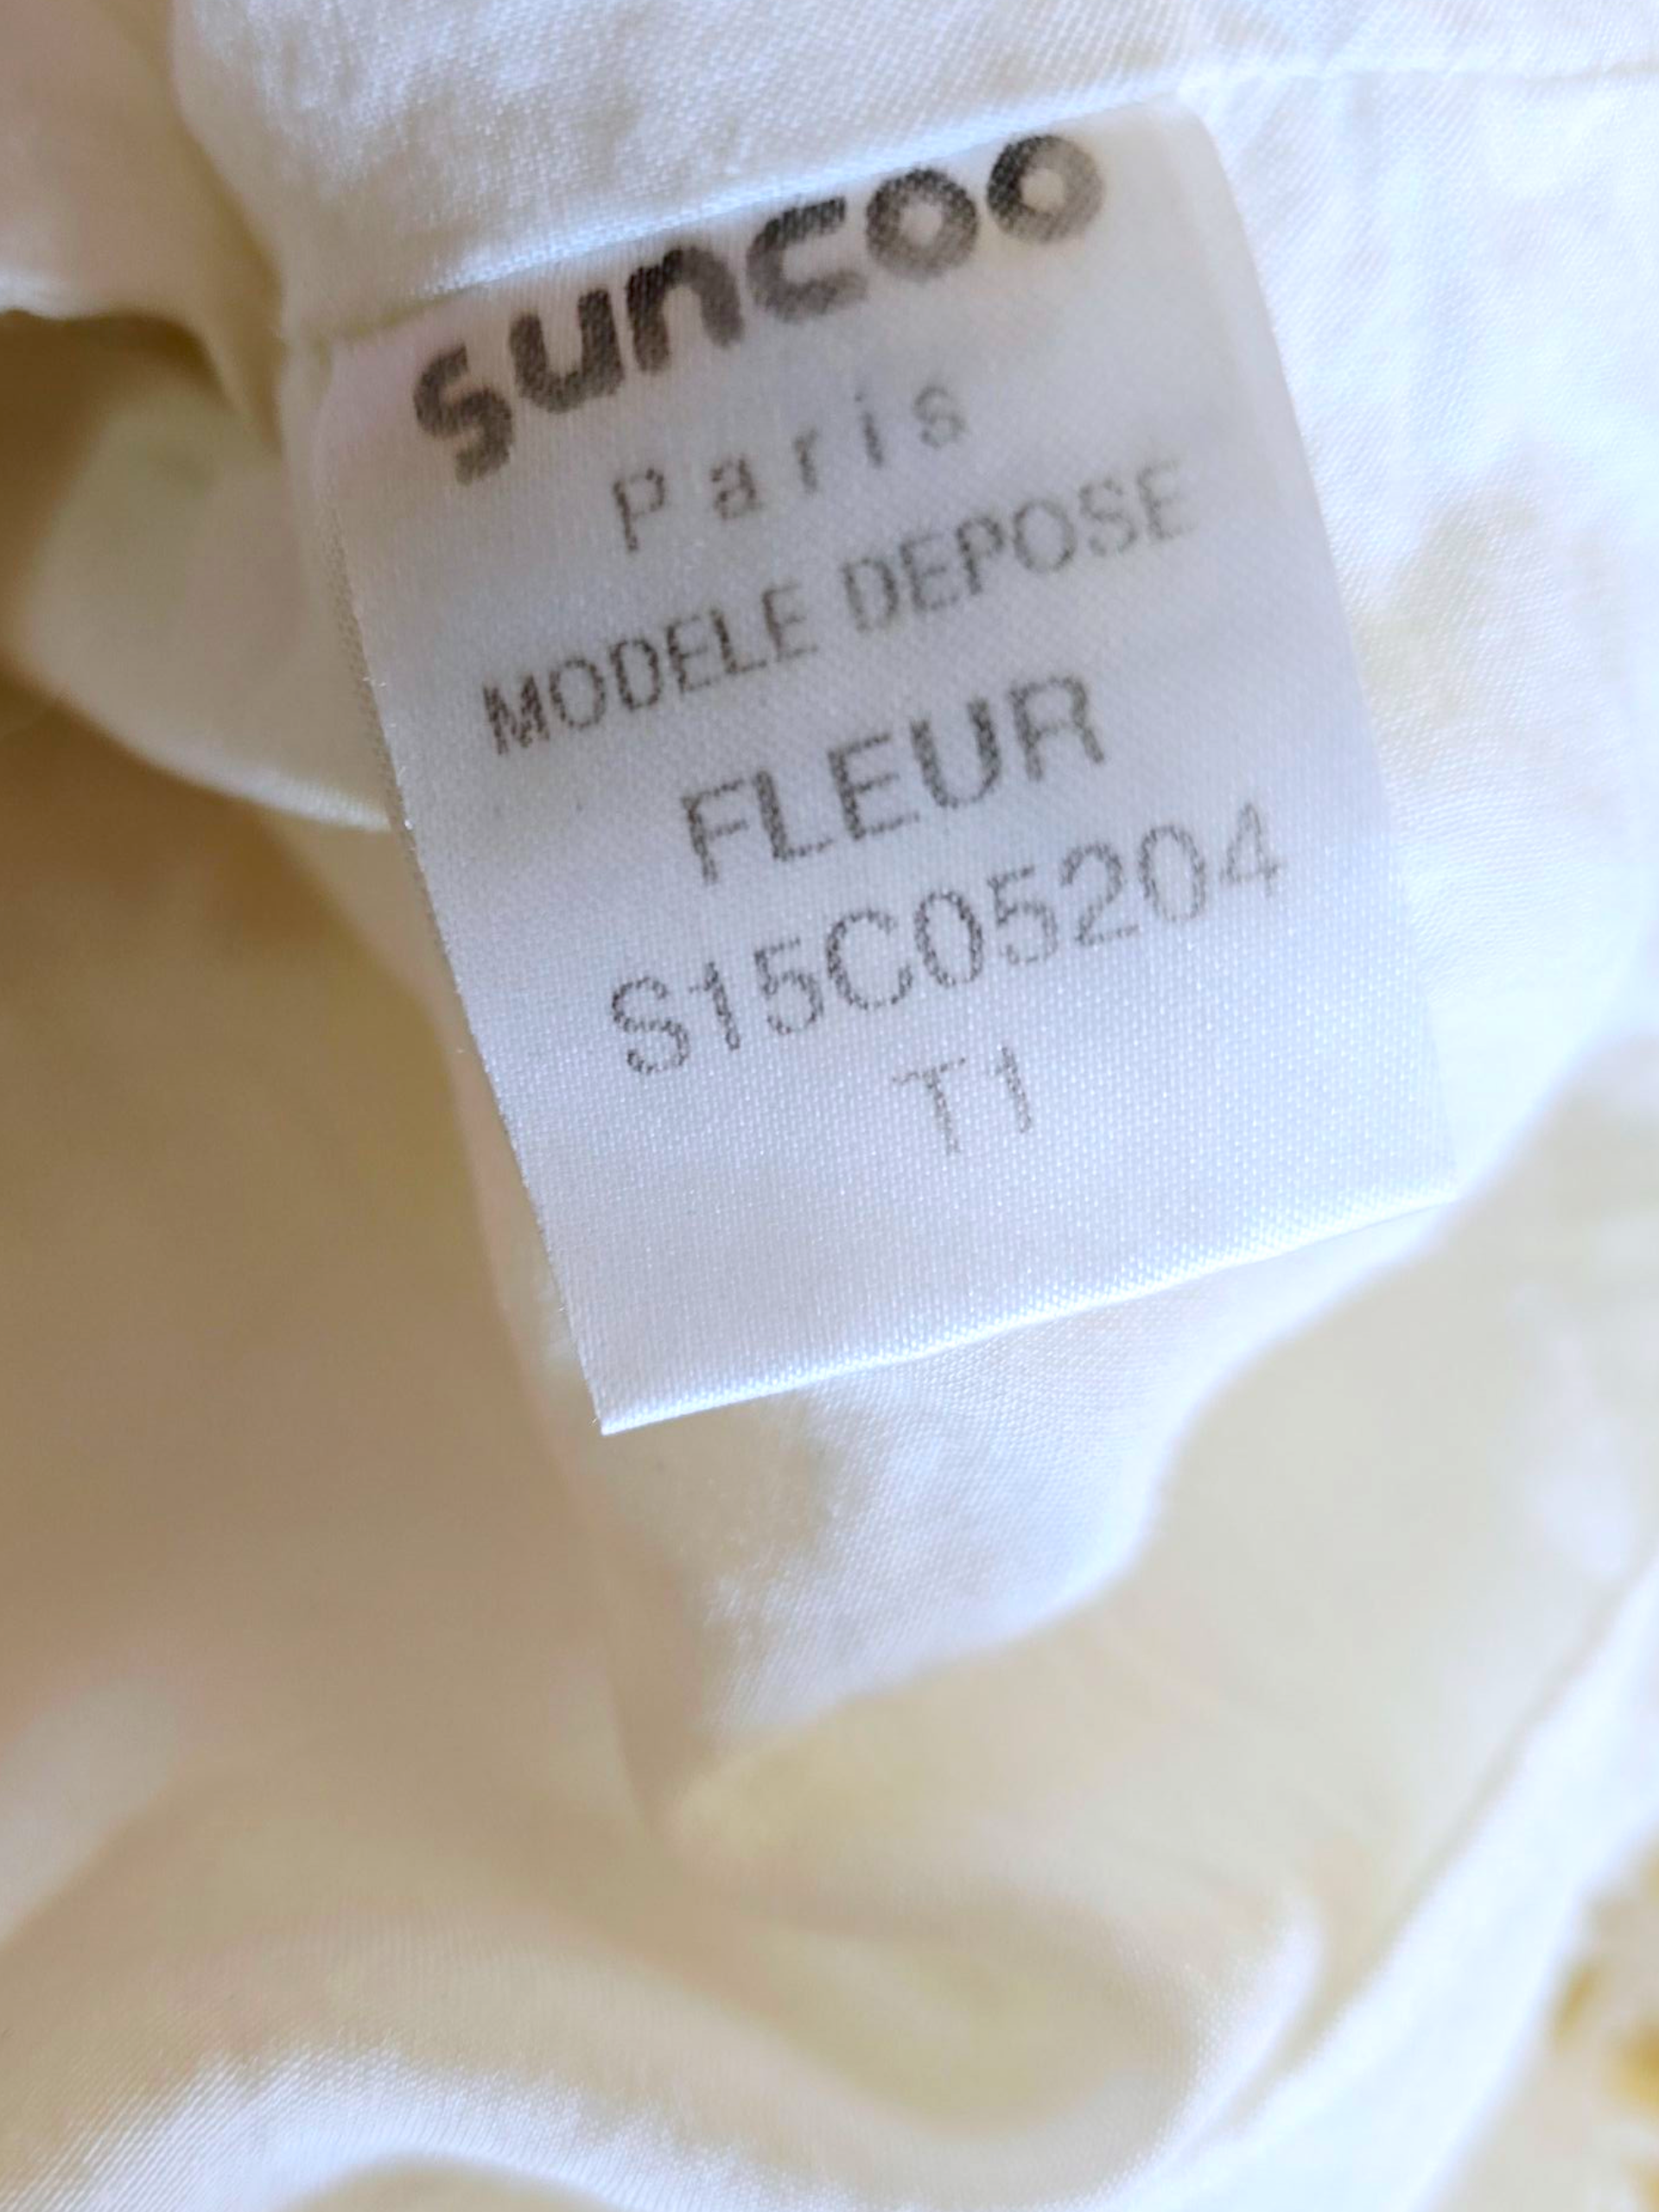 suncoo
Paris
MODELE DEPOSE
FLEUR
S15C05204
T1